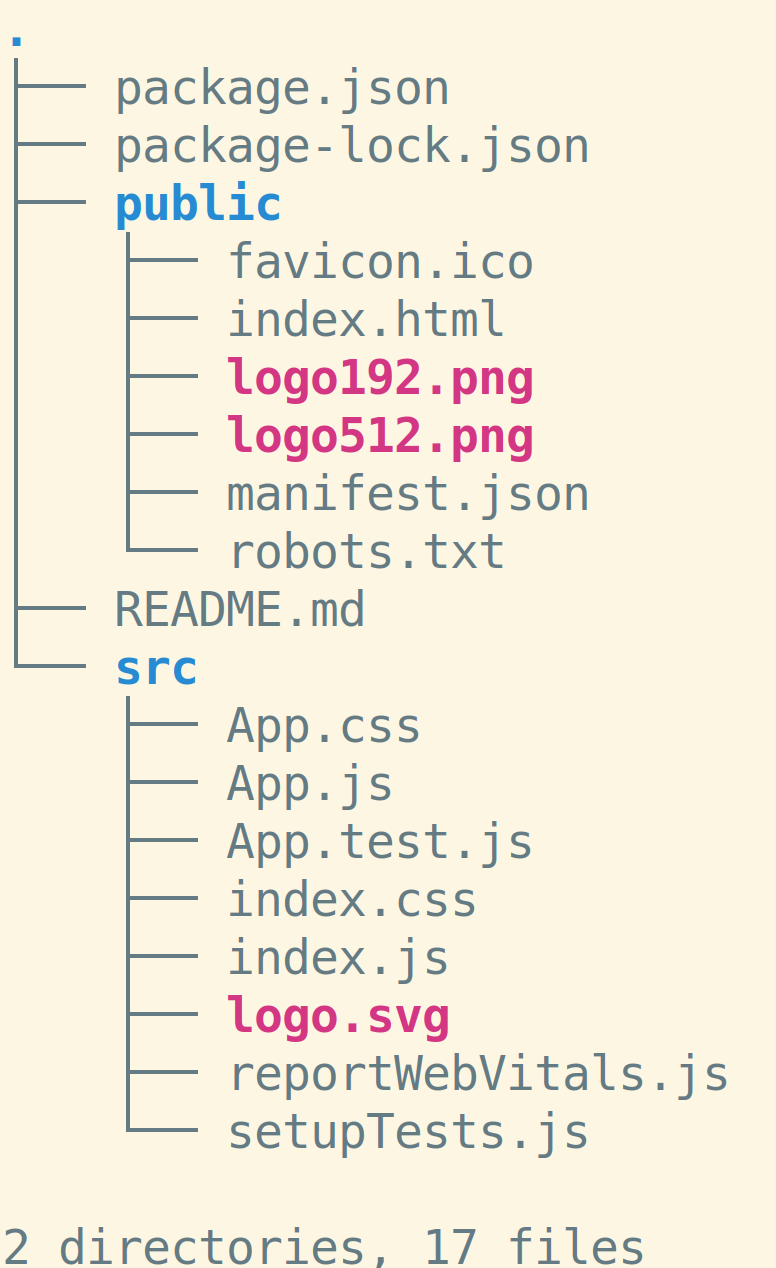 .
├── package.json
├── package-lock.json
├── public
│   ├── favicon.ico
│   ├── index.html
│   ├── logo192.png
│   ├── logo512.png
│   ├── manifest.json
│   └── robots.txt
├── README.md
└── src
    ├── App.css
    ├── App.js
    ├── App.test.js
    ├── index.css
    ├── index.js
    ├── logo.svg
    ├── reportWebVitals.js
    └── setupTests.js

2 directories, 17 files